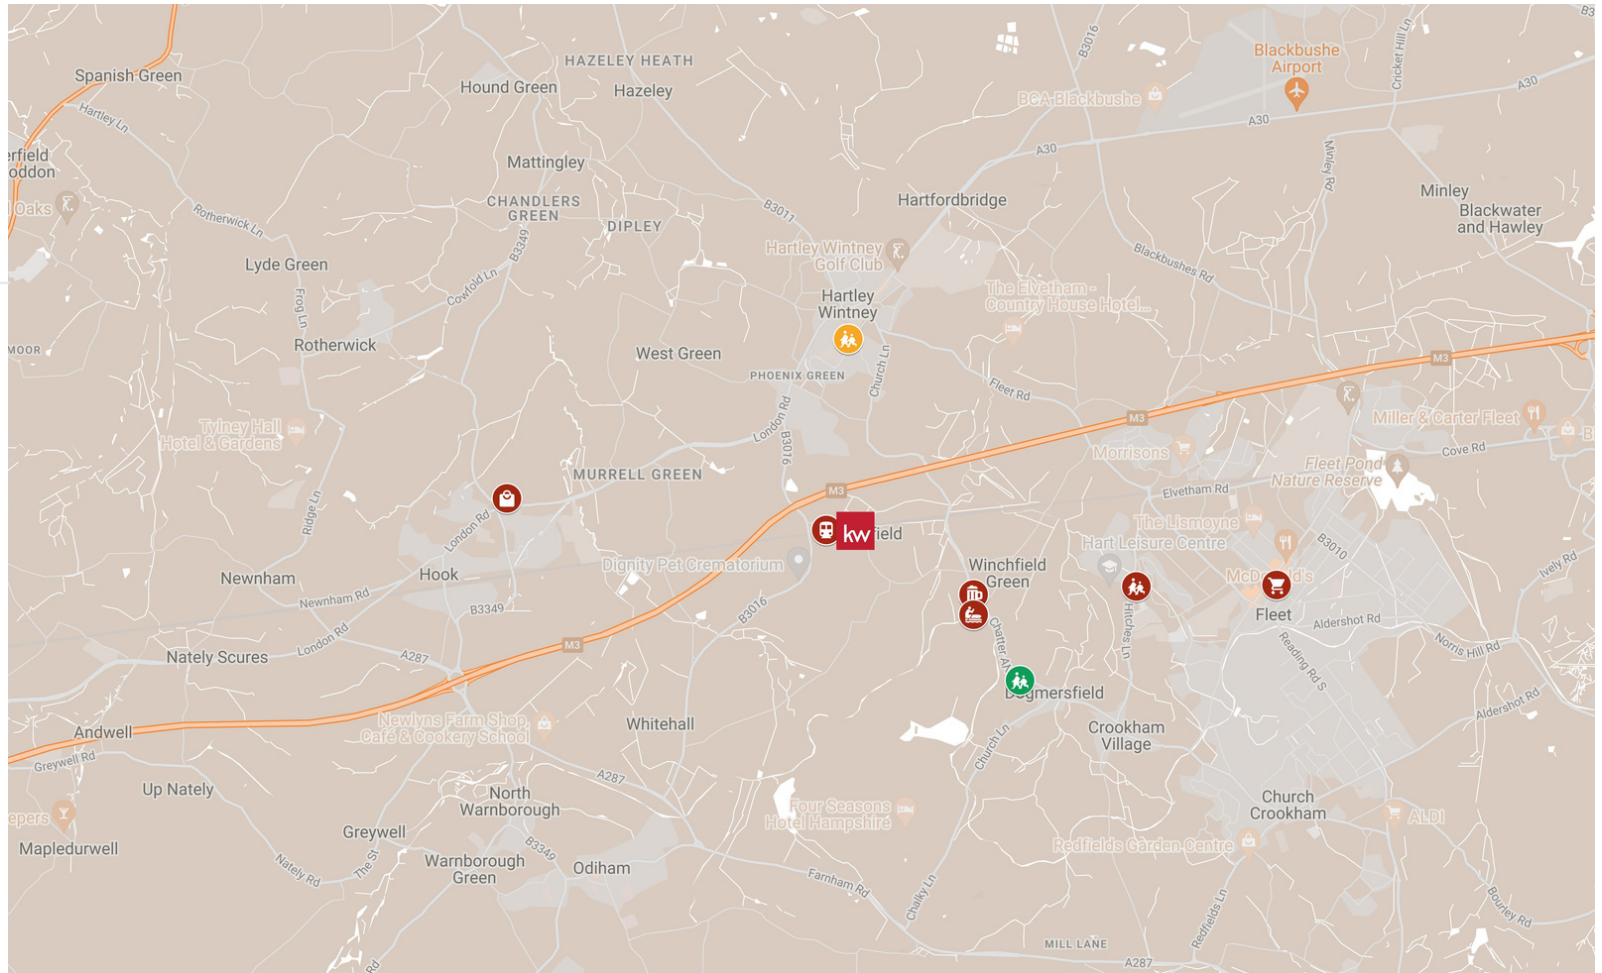 B3
Spanish Green
HAZELEY HEATH
Hound Green
Hazeley
B3016
Blackbushe
Airport
BCA Blackbushe
Cricket Hill Ln
A30
A30
A30
Hartley Ln
erfield
oddon
Mattingley
Minley Rd
Minley
Oaks
CHANDLERS
GREEN
Rotherwick Ln
DIPLEY
B3011
Hartfordbridge
Blackwater
and Hawley
B3349
Hartley Wintney
Golf Club
Blackbushes Rd
Lyde Green
Cowfold Ln
Frog Ln
Hartley
Wintney
The Elvetham -
Country House Hotel...
MOOR
Rotherwick
West Green
PHOENIX GREEN
Church Ln
Fleet Rd
M3
M3
Tylney Hall
Hotel & Gardens
London Rd
B3016
Miller & Carter Fleet
B
Morrisons
Cove Rd
Fleet Pond
Nature Reserve
MURRELL GREEN
Ridge Ln
M3
Elvetham Rd
London Rd
kw
field
The Lismoyne
Hart Leisure Centre
B3010
Dignity Pet Crematorium
Winchfield
Green
Ively Rd
Newnham
Hook
McDonald's
Newnham Rd
B3349
B3016
Hitches Ln
Fleet
Aldershot Rd
London Rd
M3
Norris Hill Rd
Reading Rd S
Nately Scures
A287
Chatter Al
Dogmersfield
Aldershot Rd
Andwell
Newlyns Farm Shop,
Café & Cookery School
Whitehall
Crookham
Village
Church Ln
Greywell Rd
Up Nately
A287
North
Warnborough
Four Seasons
Hotel Hampshire
Church
Crookham
epers
ALDI
Mapledurwell
Greywell
Redfields Garden Centre
B3349
The St
Nately Rd
Warnborough
Green
Odiham
Farnham Rd
Chalky Ln
Redfields Ln
Bourley Rd
MILL LANE
A287
Rd